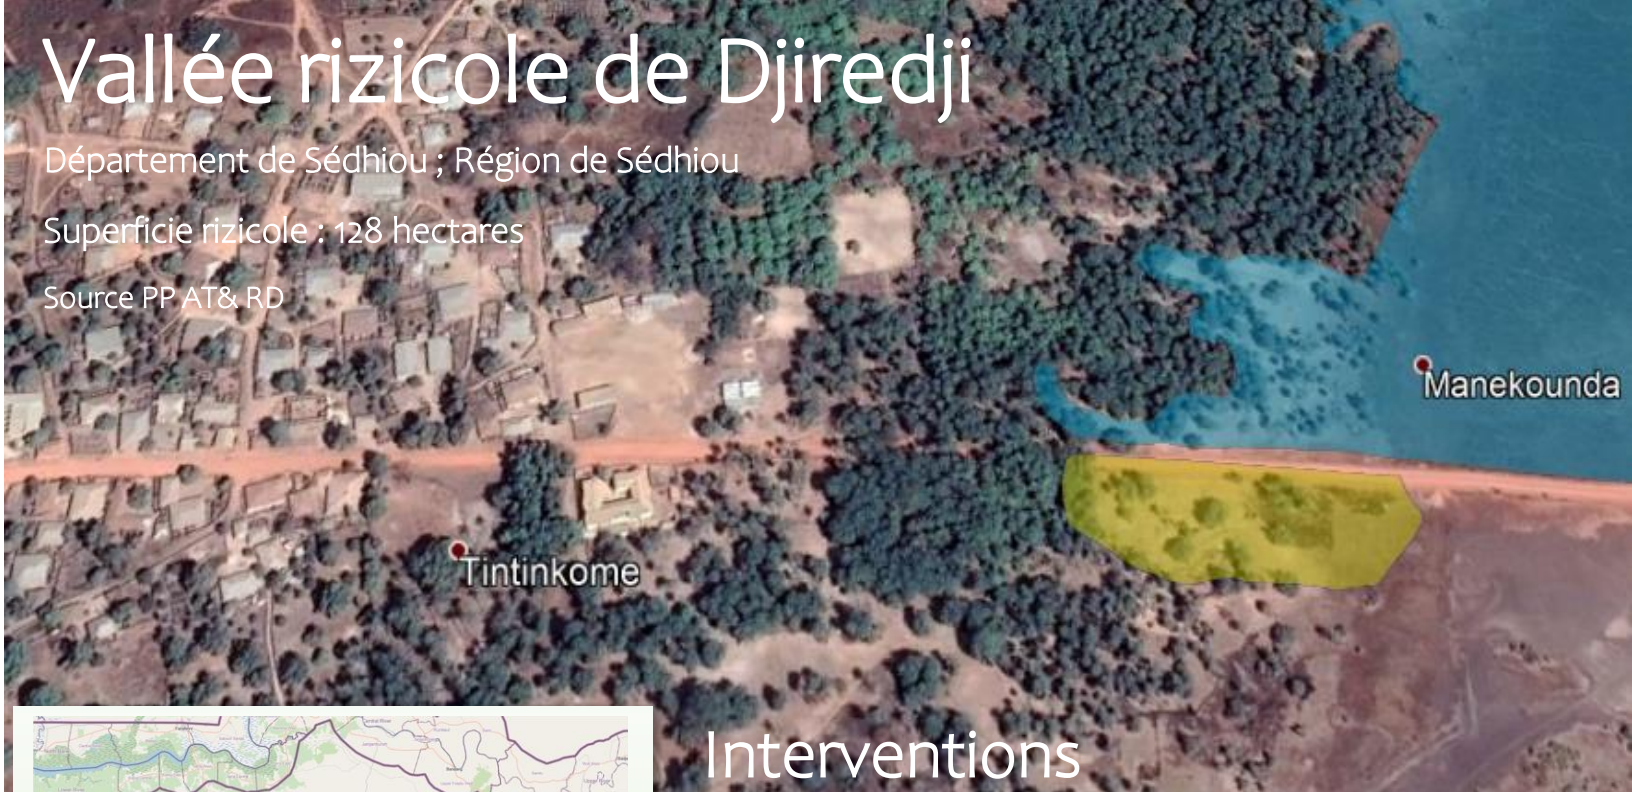 Vallée rizicole de Djiredji
Département de Sédhiou ; Région de Sédhiou
Superficie rizicole : 128 hectares
Source PP AT& RD
Manekounda
Tintinkome
Interventions